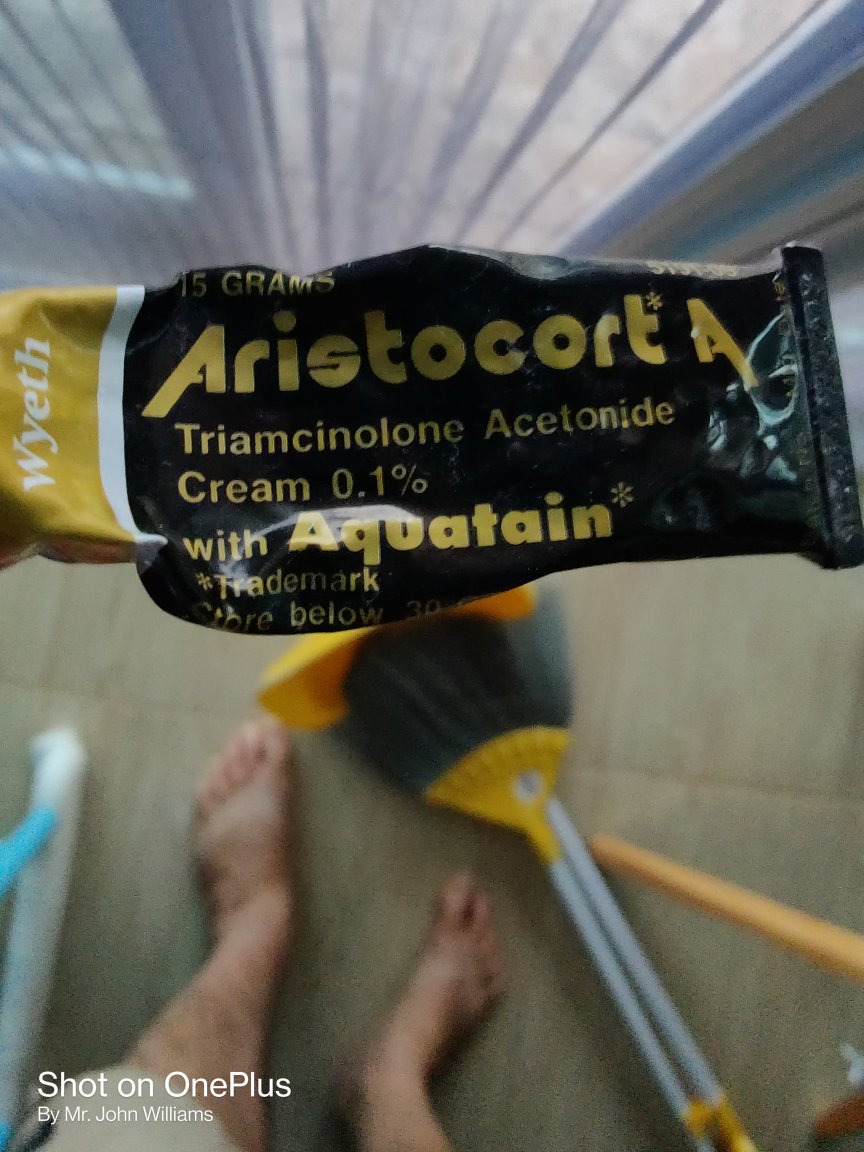 15 GRAMS
Wyeth
Aristocort* A
Triamcinolone Acetonide
Cream 0.1%
with Aquatain*
*Trademark
Store below 30
Shot on OnePlus
By Mr. John Williams